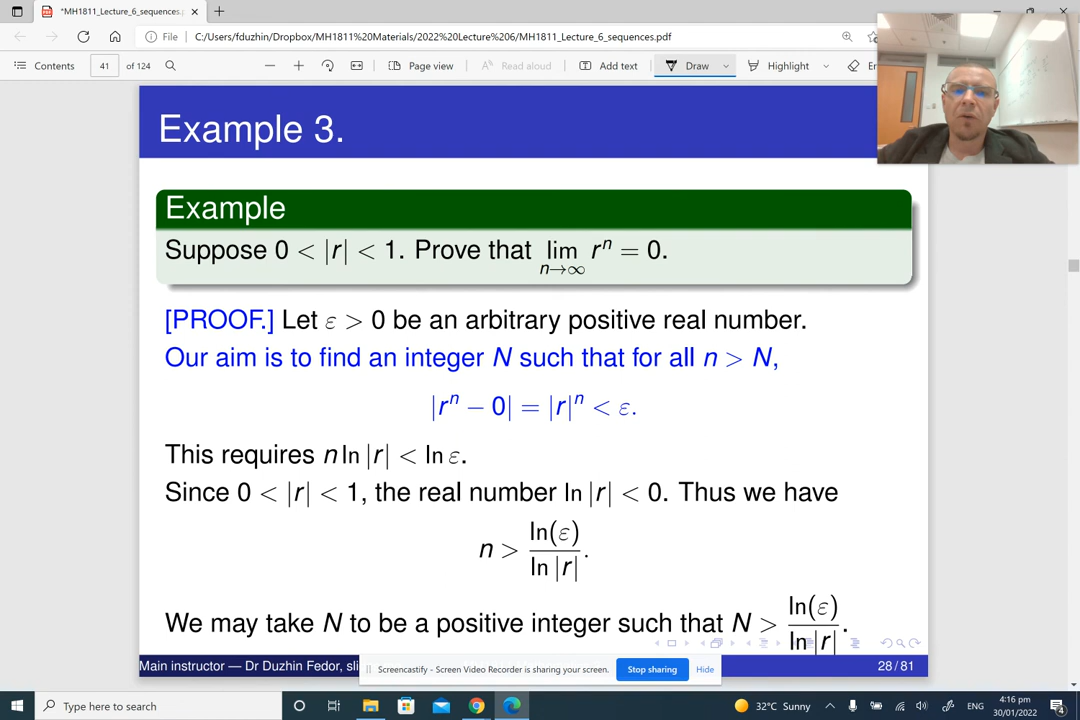 *MH1811_Lecture_6_sequences.p
File C:/Users/fduzhin/Dropbox/MH1811%20Materials/2022%20Lecture%206/MH1811_Lecture_6_sequences.pdf
Contents 41 of 124 Page view Read aloud Add text Draw Highlight
Example 3.
Example
Suppose 0 < |r| < 1. Prove that lim_{n→∞} rⁿ = 0.
[PROOF.] Let ε > 0 be an arbitrary positive real number.
Our aim is to find an integer N such that for all n > N,
|rⁿ − 0| = |r|ⁿ < ε.
This requires n ln |r| < ln ε.
Since 0 < |r| < 1, the real number ln |r| < 0. Thus we have
n > ln(ε) / ln |r|.
We may take N to be a positive integer such that N > ln(ε) / ln |r|.
Main instructor — Dr Duzhin Fedor, sli
28 / 81
Screencastify - Screen Video Recorder is sharing your screen. Stop sharing Hide
Type here to search
32°C Sunny ENG
4:16 pm
30/01/2022
4